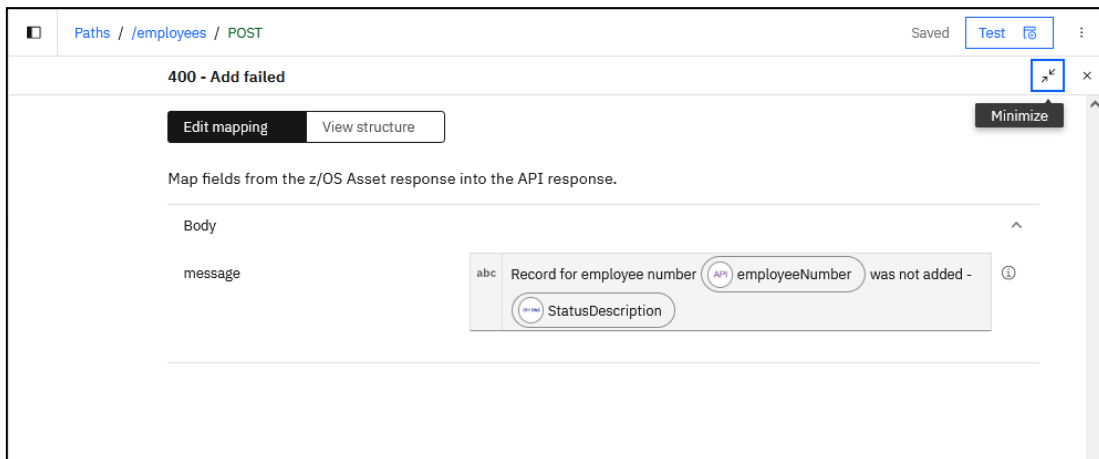 Paths / /employees / POST
Saved
Test
400 - Add failed
Minimize
Edit mapping
View structure
Map fields from the z/OS Asset response into the API response.
Body
message
abc
Record for employee number API employeeNumber was not added -
StatusDescription